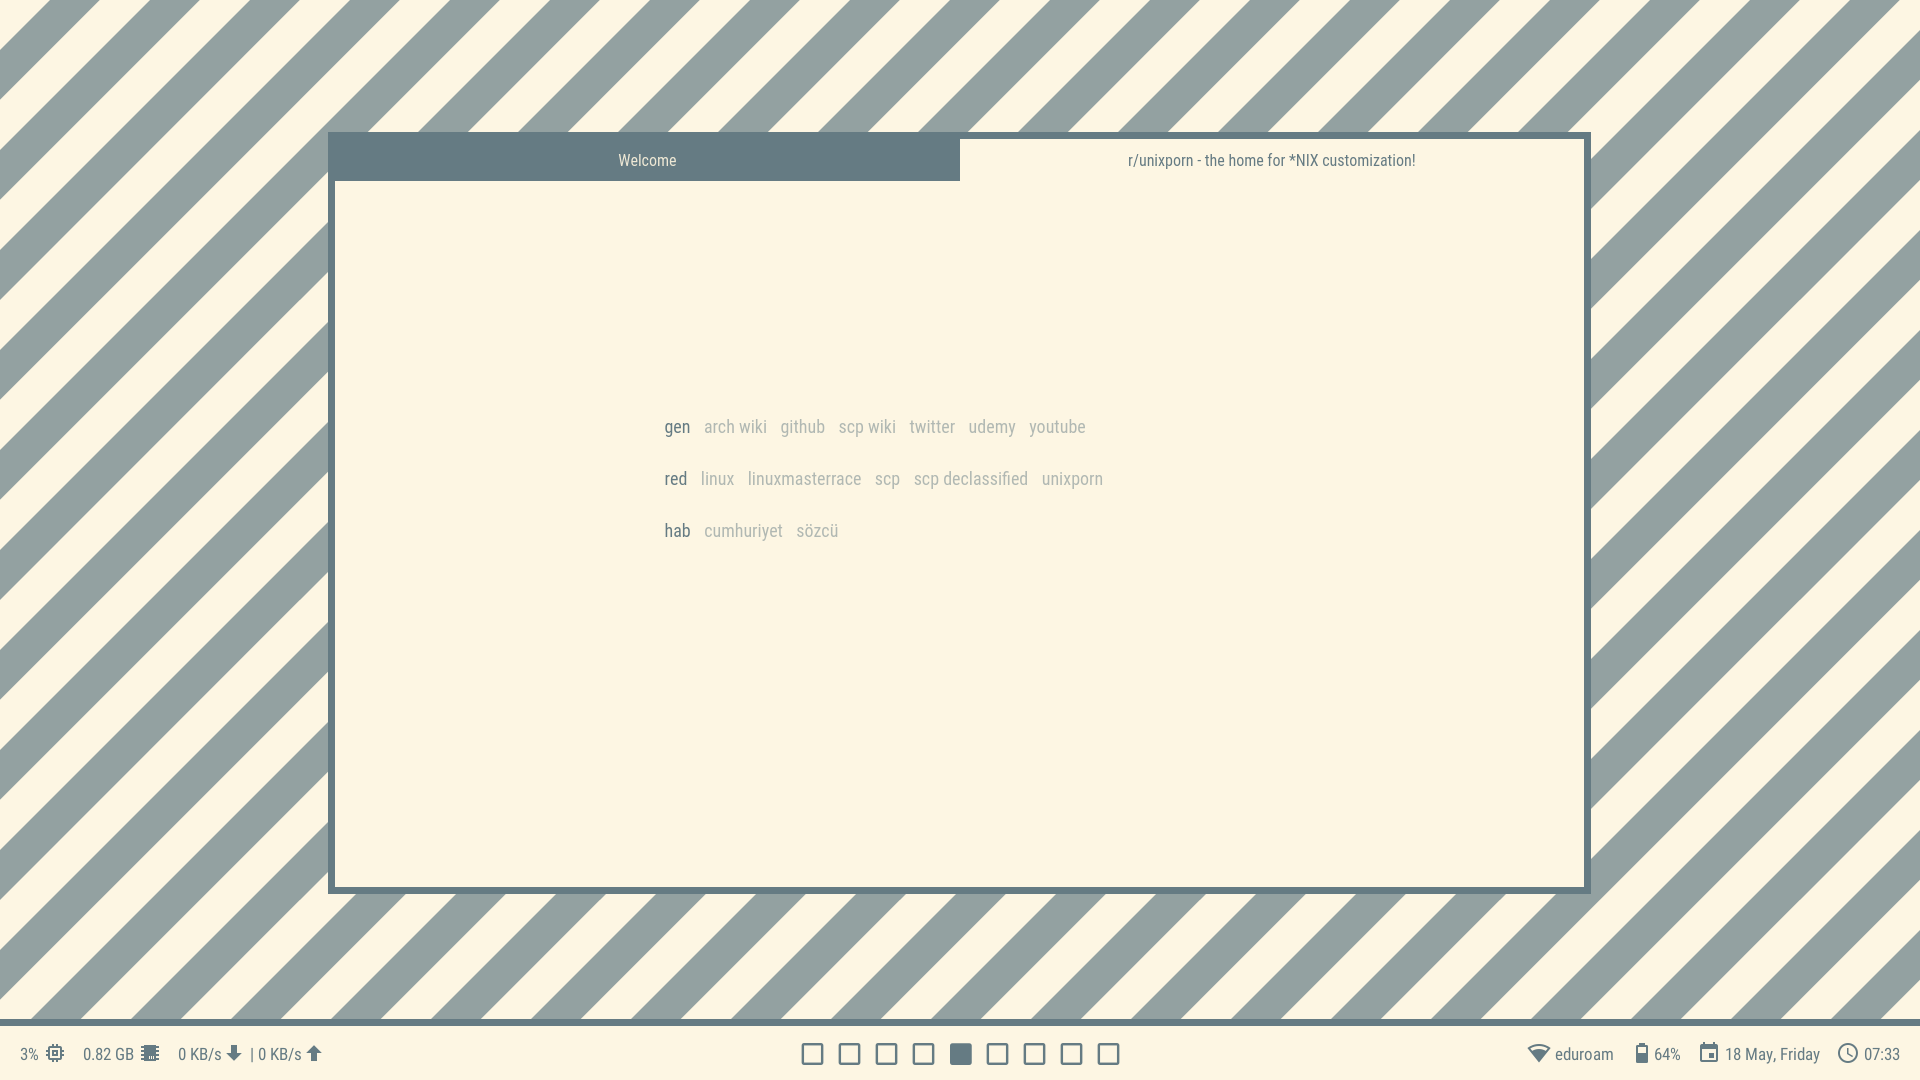 Welcome
r/unixporn - the home for *NIX customization!
gen arch wiki github scp wiki twitter udemy youtube
red linux linuxmasterrace scp scp declassified unixporn
hab cumhuriyet sözcü
3% 0.82 GB 0 KB/s | 0 KB/s eduroam 64% 18 May, Friday 07:33